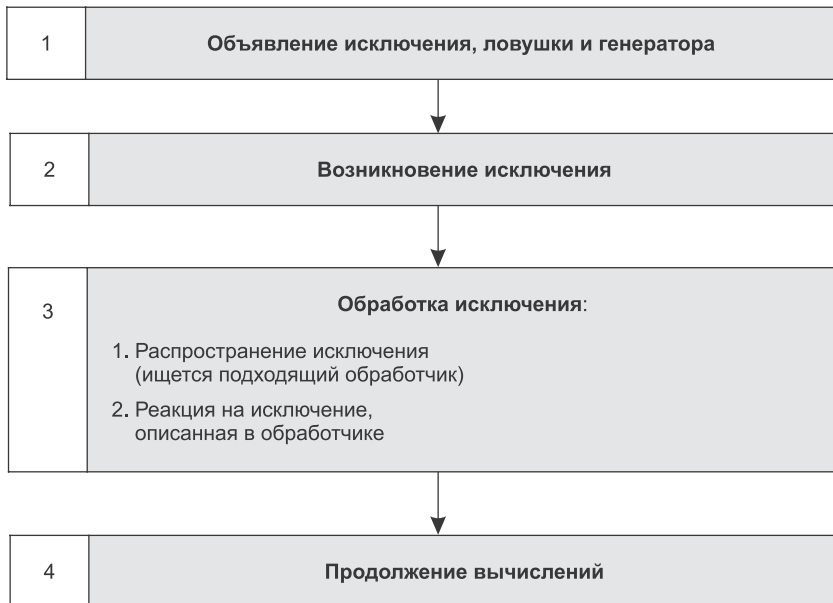 1
Объявление исключения, ловушки и генератора
2
Возникновение исключения
3
Обработка исключения:
1. Распространение исключения
(ищется подходящий обработчик)
2. Реакция на исключение,
описанная в обработчике
4
Продолжение вычислений